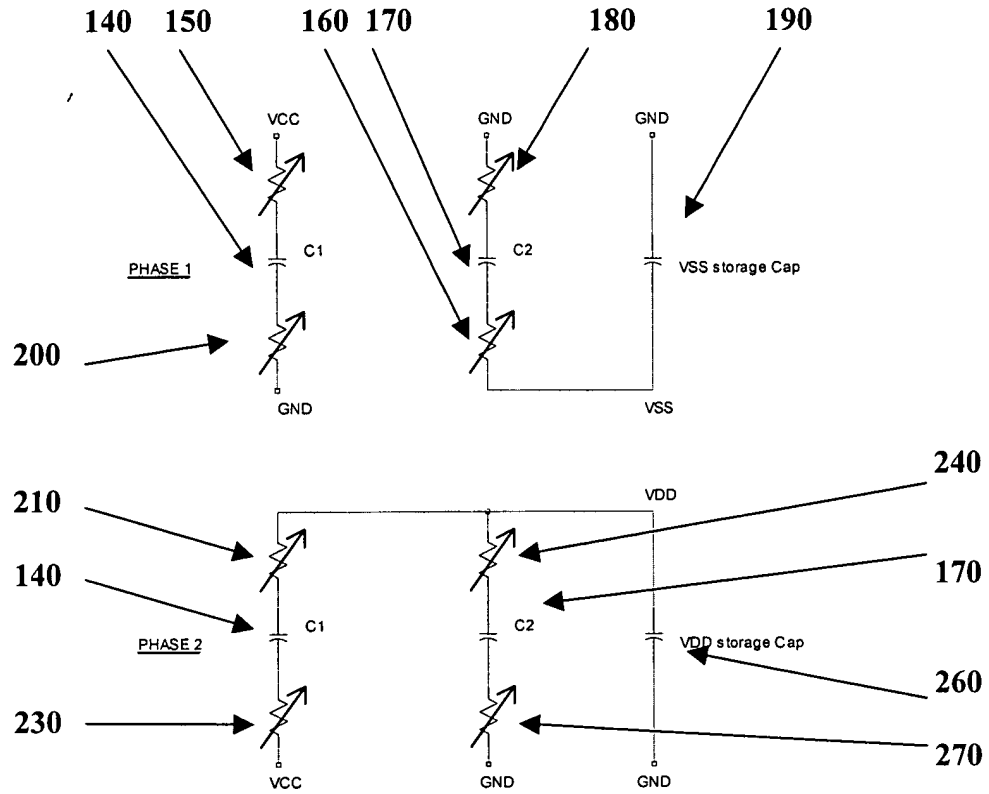 140 150 160 170 180 190
VCC GND GND
C1 C2
PHASE 1 VSS storage Cap
200
GND VSS
240
210 VDD
140 170
C1 C2
PHASE 2 VDD storage Cap
260
230
270
VCC GND GND